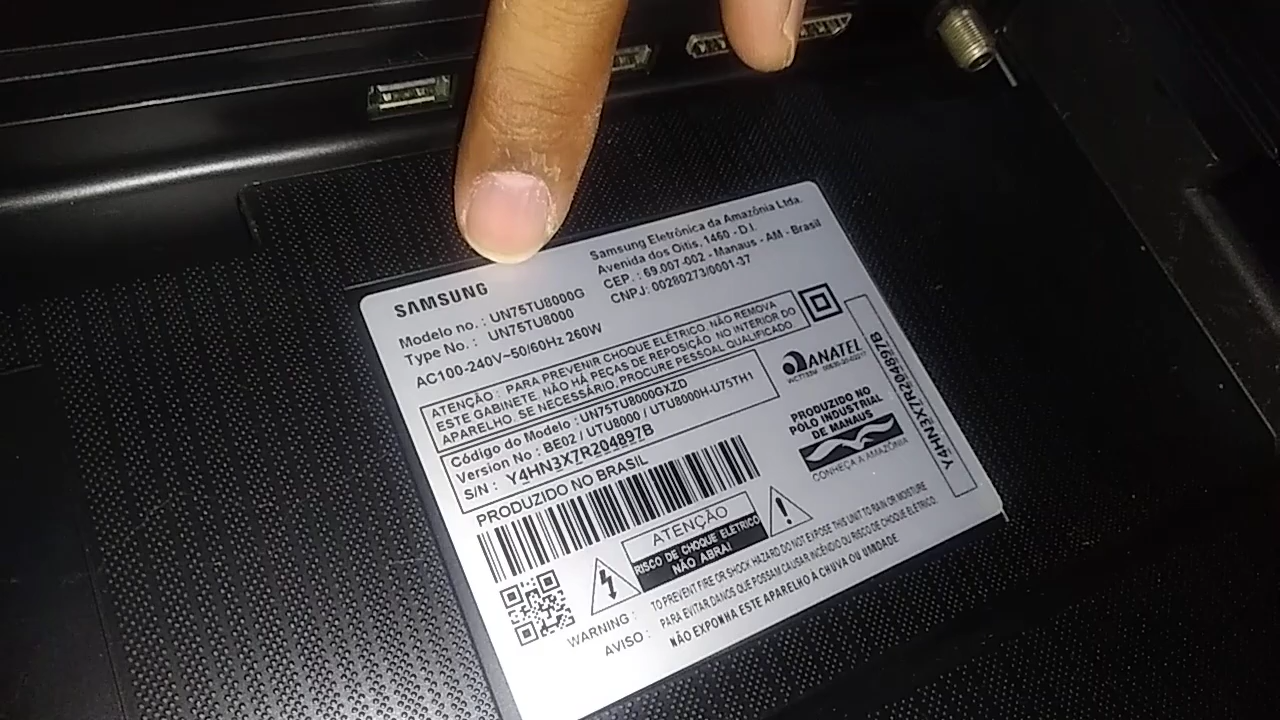 SAMSUNG
Modelo no. : UN75TU8000G
Type No. : UN75TU8000
AC100-240V~50/60Hz 260W
Samsung Eletrônica da Amazônia Ltda.
Avenida dos Oitis, 1460 - D.I.
CEP. : 69.007-002 - Manaus - AM - Brasil
CNPJ: 00280273/0001-37
ATENÇÃO : PARA PREVENIR CHOQUE ELÉTRICO, NÃO REMOVA
ESTE GABINETE. NÃO HÁ PEÇAS DE REPOSIÇÃO NO INTERIOR DO
APARELHO. SE NECESSÁRIO, PROCURE PESSOAL QUALIFICADO.
Código do Modelo : UN75TU8000GXZD
Version No : BE02 / UTU8000 / UTU8000H-U75TH1
S/N : Y4HN3X7R204897B
PRODUZIDO NO BRASIL
ANATEL
PRODUZIDO NO
PÓLO INDUSTRIAL
DE MANAUS
CONHEÇA A AMAZÔNIA
Y4HN3X7R204897B
ATENÇÃO
RISCO DE CHOQUE ELÉTRICO
NÃO ABRA!
WARNING : TO PREVENT FIRE OR SHOCK HAZARD DO NOT EXPOSE THIS UNIT TO RAIN OR MOISTURE
AVISO : PARA EVITAR DANOS QUE POSSAM CAUSAR INCÊNDIO OU RISCO DE CHOQUE ELÉTRICO,
NÃO EXPONHA ESTE APARELHO À CHUVA OU UMIDADE.